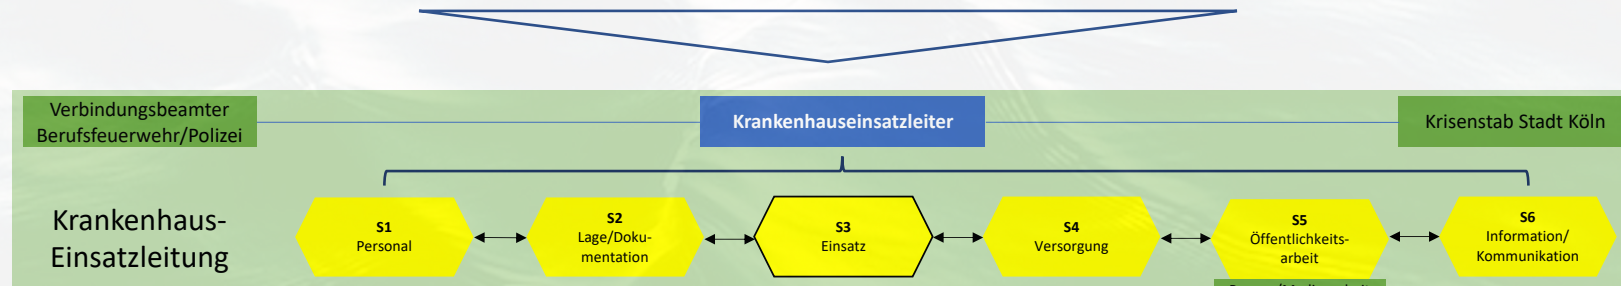 Verbindungsbeamter
Berufsfeuerwehr/Polizei
Krankenhauseinsatzleiter
Krisenstab Stadt Köln
Krankenhaus-
Einsatzleitung
S1
Personal
S2
Lage/Doku-
mentation
S3
Einsatz
S4
Versorgung
S5
Öffentlichkeits-
arbeit
S6
Information/
Kommunikation